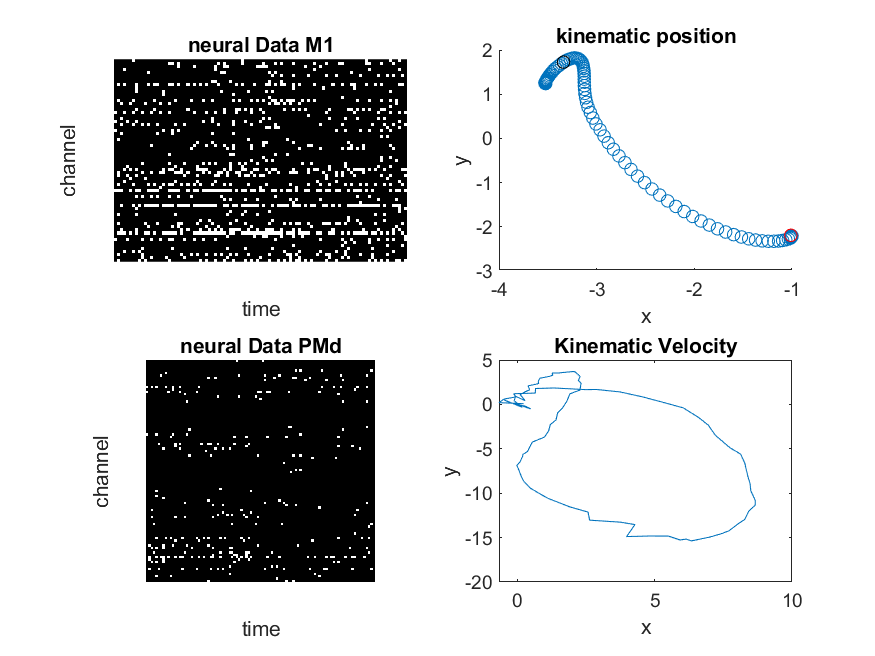 neural Data M1
channel
time
kinematic position
2
1
0
-1
-2
-3
y
-4
-3
-2
-1
x
neural Data PMd
channel
time
Kinematic Velocity
5
0
-5
-10
-15
-20
y
0
5
10
x